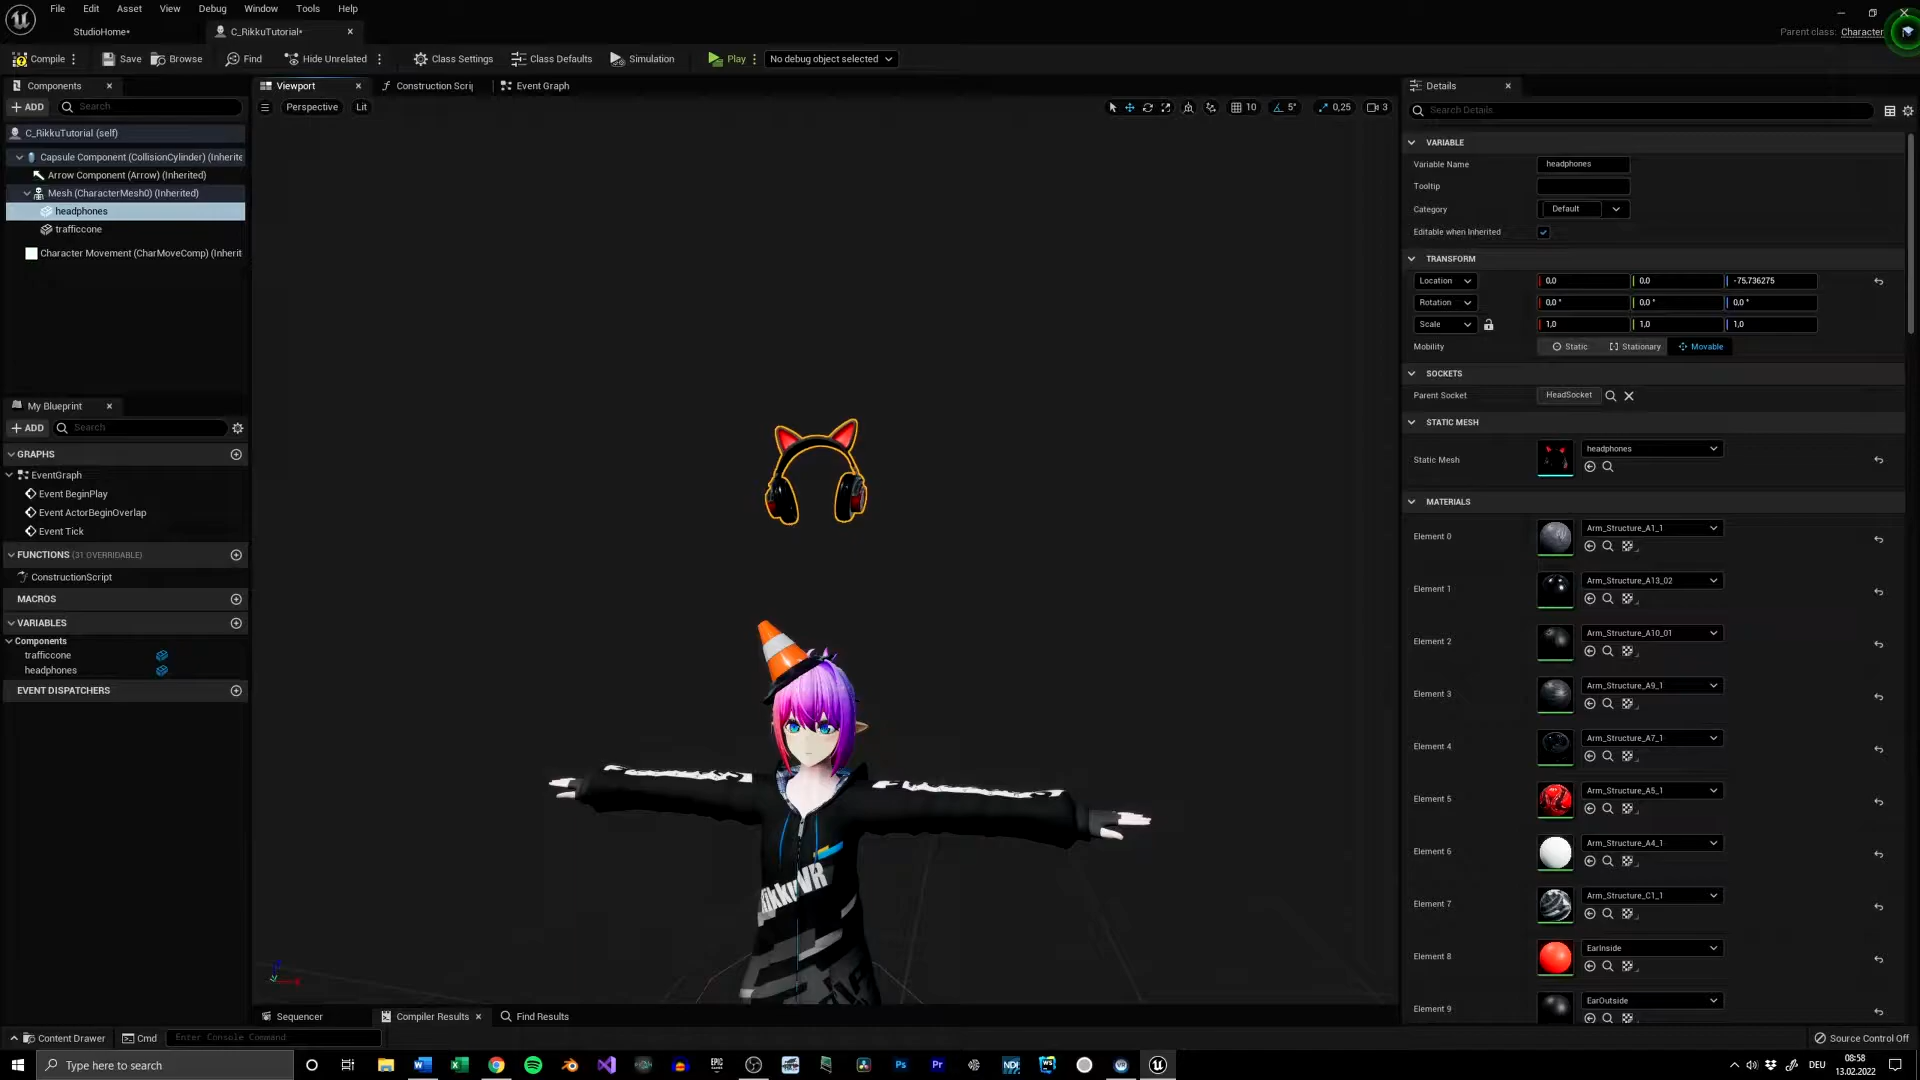 File Edit Asset View Debug Window Tools Help
StudioHome*
C_RikkuTutorial*
Parent class: Character
Compile
Save
Browse
Find
Hide Unrelated
Class Settings
Class Defaults
Simulation
Play
No debug object selected
Components
ADD
Search
C_RikkuTutorial (self)
Capsule Component (CollisionCylinder) (Inherite
Arrow Component (Arrow) (Inherited)
Mesh (CharacterMesh0) (Inherited)
headphones
trafficcone
Character Movement (CharMoveComp) (Inherit
My Blueprint
ADD
Search
GRAPHS
EventGraph
Event BeginPlay
Event ActorBeginOverlap
Event Tick
FUNCTIONS (31 OVERRIDABLE)
ConstructionScript
MACROS
VARIABLES
Components
trafficcone
headphones
EVENT DISPATCHERS
Viewport
Construction Scrip
Event Graph
Perspective
Lit
10
5°
0,25
3
RikkuVR
Details
Search Details
VARIABLE
Variable Name headphones
Tooltip
Category Default
Editable when Inherited
TRANSFORM
Location 0,0 0,0 -75,736275
Rotation 0,0 ° 0,0 ° 0,0 °
Scale 1,0 1,0 1,0
Mobility Static Stationary Movable
SOCKETS
Parent Socket HeadSocket
STATIC MESH
Static Mesh headphones
MATERIALS
Element 0 Arm_Structure_A1_1
Element 1 Arm_Structure_A13_02
Element 2 Arm_Structure_A10_01
Element 3 Arm_Structure_A9_1
Element 4 Arm_Structure_A7_1
Element 5 Arm_Structure_A5_1
Element 6 Arm_Structure_A4_1
Element 7 Arm_Structure_C1_1
Element 8 EarInside
Element 9 EarOutside
Sequencer
Compiler Results
Find Results
Content Drawer
Cmd
Enter Console Command
Source Control Off
Type here to search
EPIC GAMES
Ps
Pr
NDI
DEU
08:58
13.02.2022